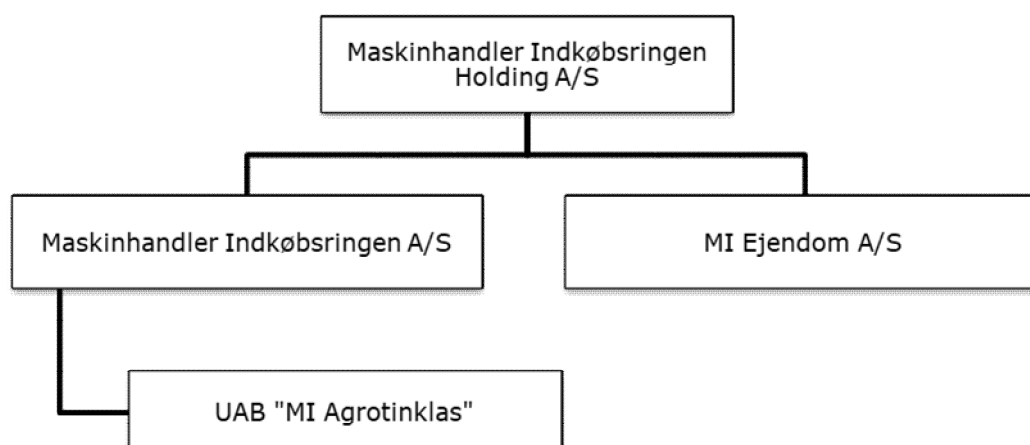 Maskinhandler Indkøbsringen
Holding A/S
Maskinhandler Indkøbsringen A/S
MI Ejendom A/S
UAB "MI Agrotinklas"